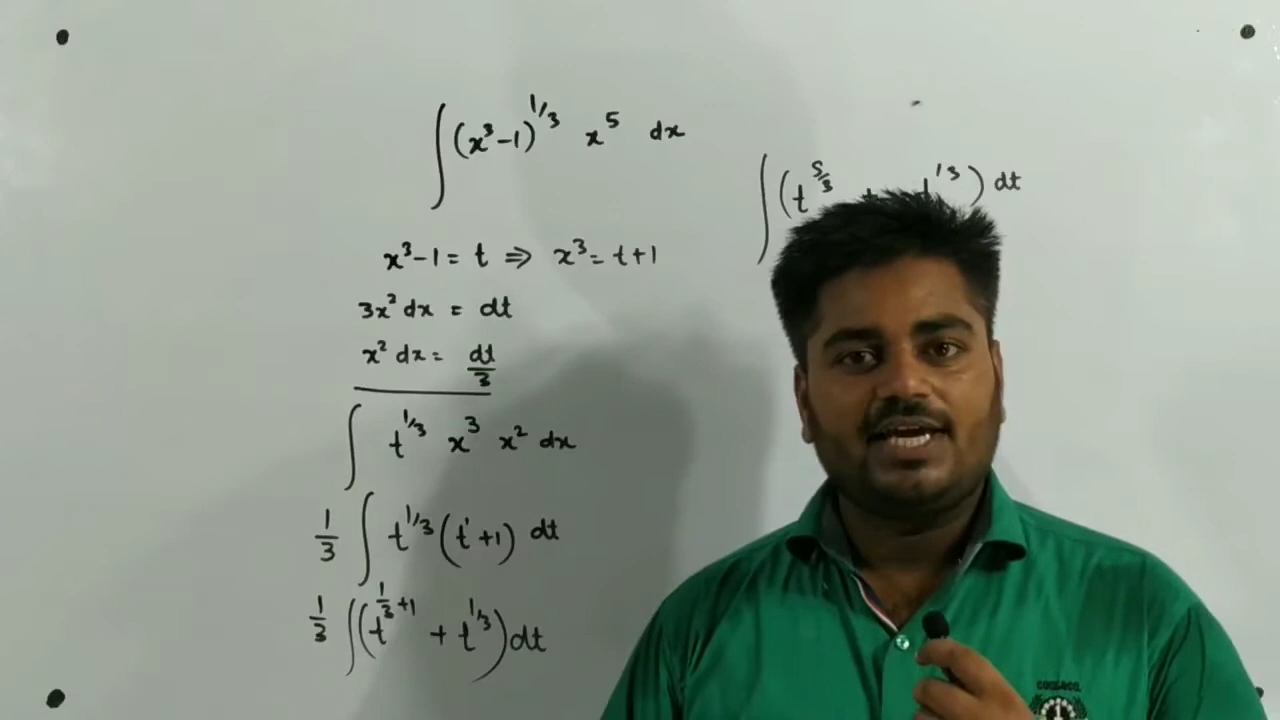 ∫ (x³-1)^{1/3} x⁵ dx
x³-1 = t ⇒ x³ = t+1
3x² dx = dt
x² dx = dt/3
∫ t^{1/3} x³ x² dx
1/3 ∫ t^{1/3} (t¹+1) dt
1/3 ∫ (t^{1/3+1} + t^{1/3}) dt
∫ (t^{5/3} + t^{1/3}) dt